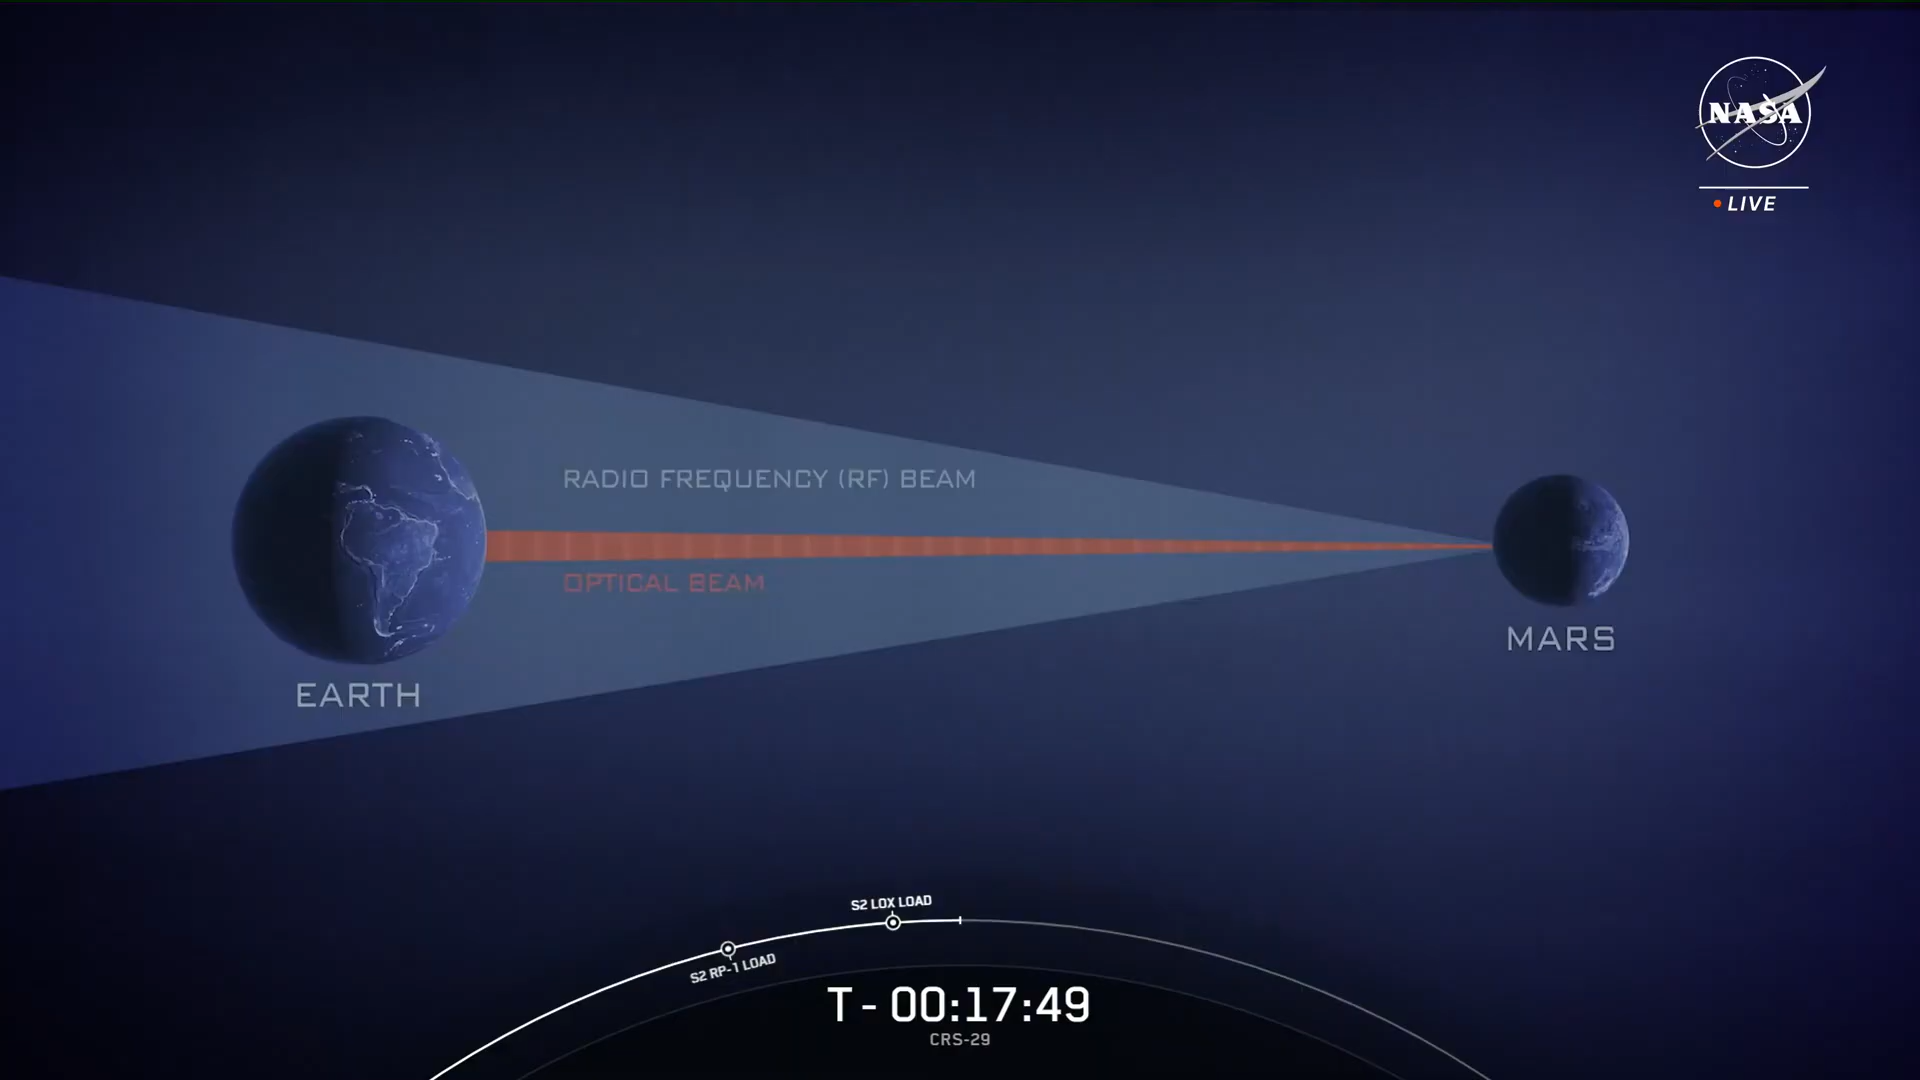 NASA
LIVE
RADIO FREQUENCY (RF) BEAM
OPTICAL BEAM
MARS
EARTH
S2 LOX LOAD
S2 RP-1 LOAD
T- 00:17:49
CRS-29